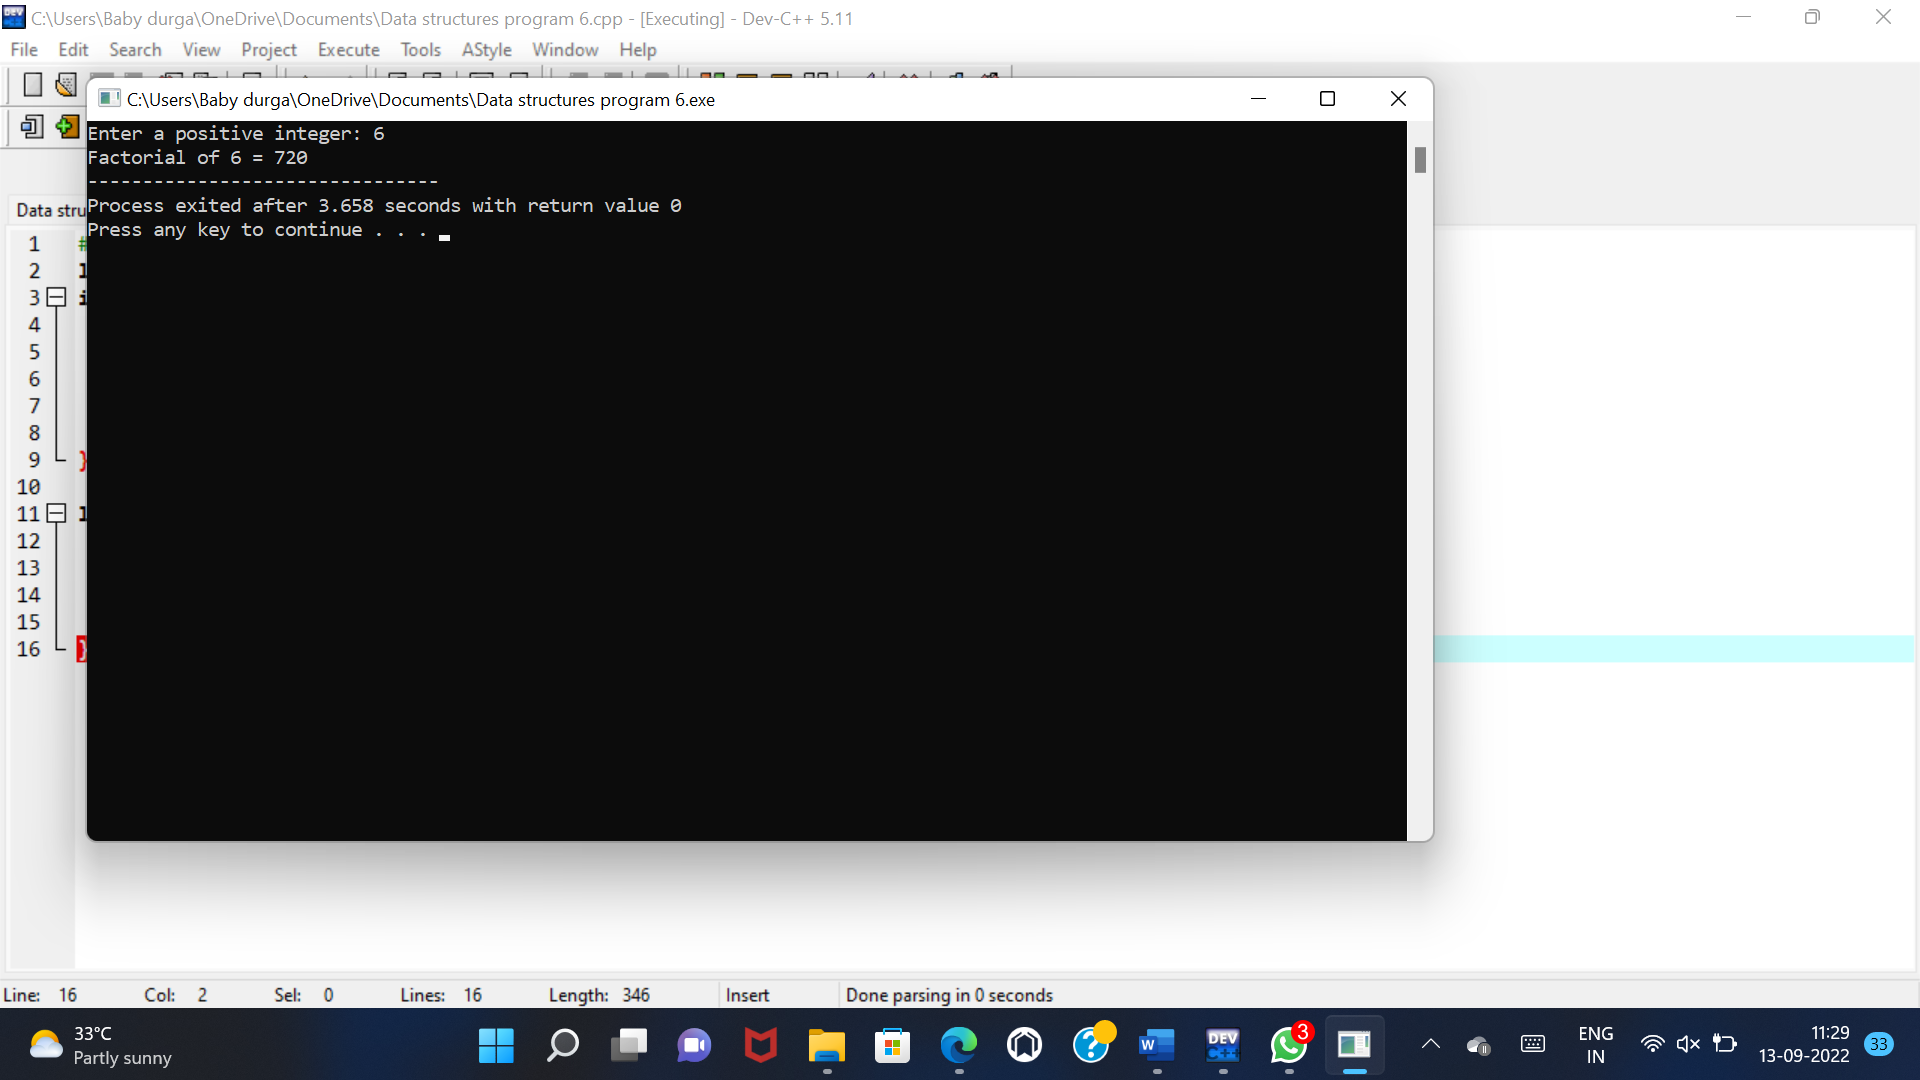 C:\Users\Baby durga\OneDrive\Documents\Data structures program 6.cpp - [Executing] - Dev-C++ 5.11
File Edit Search View Project Execute Tools AStyle Window Help
C:\Users\Baby durga\OneDrive\Documents\Data structures program 6.exe
Enter a positive integer: 6
Factorial of 6 = 720
--------------------------------
Process exited after 3.658 seconds with return value 0
Press any key to continue . . .
Data stru
1 #
2 l
3 i
4
5
6
7
8
9 }
10
11 l
12
13
14
15
16 }
Line: 16 Col: 2 Sel: 0 Lines: 16 Length: 346 Insert Done parsing in 0 seconds
33°C
Partly sunny
W
DEV
C++
3
ENG
IN
11:29
13-09-2022
33